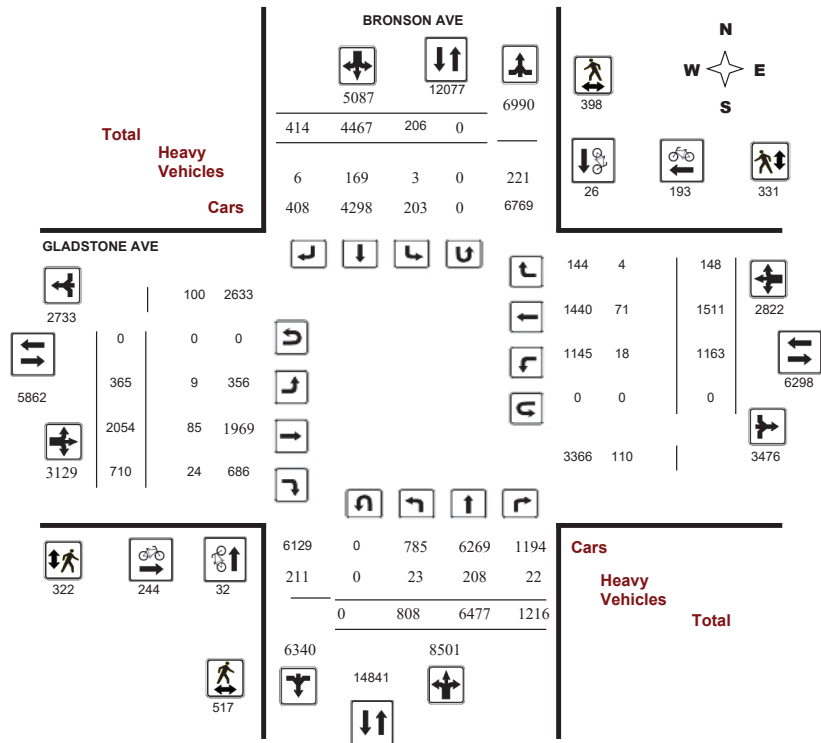 BRONSON AVE
N
W E
S
5087
12077
6990
398
414 4467 206 0
Total
Heavy
Vehicles
6 169 3 0 221
26 193 331
Cars
408 4298 203 0 6769
GLADSTONE AVE
2733
100 2633
144 4 148
2822
0 0 0
1440 71 1511
5862
365 9 356
1145 18 1163
6298
0 0 0
2054 85 1969
3129
710 24 686
3366 110
3476
322 244 32
6129 0 785 6269 1194
Cars
211 0 23 208 22
Heavy
Vehicles
0 808 6477 1216
Total
6340
8501
14841
517